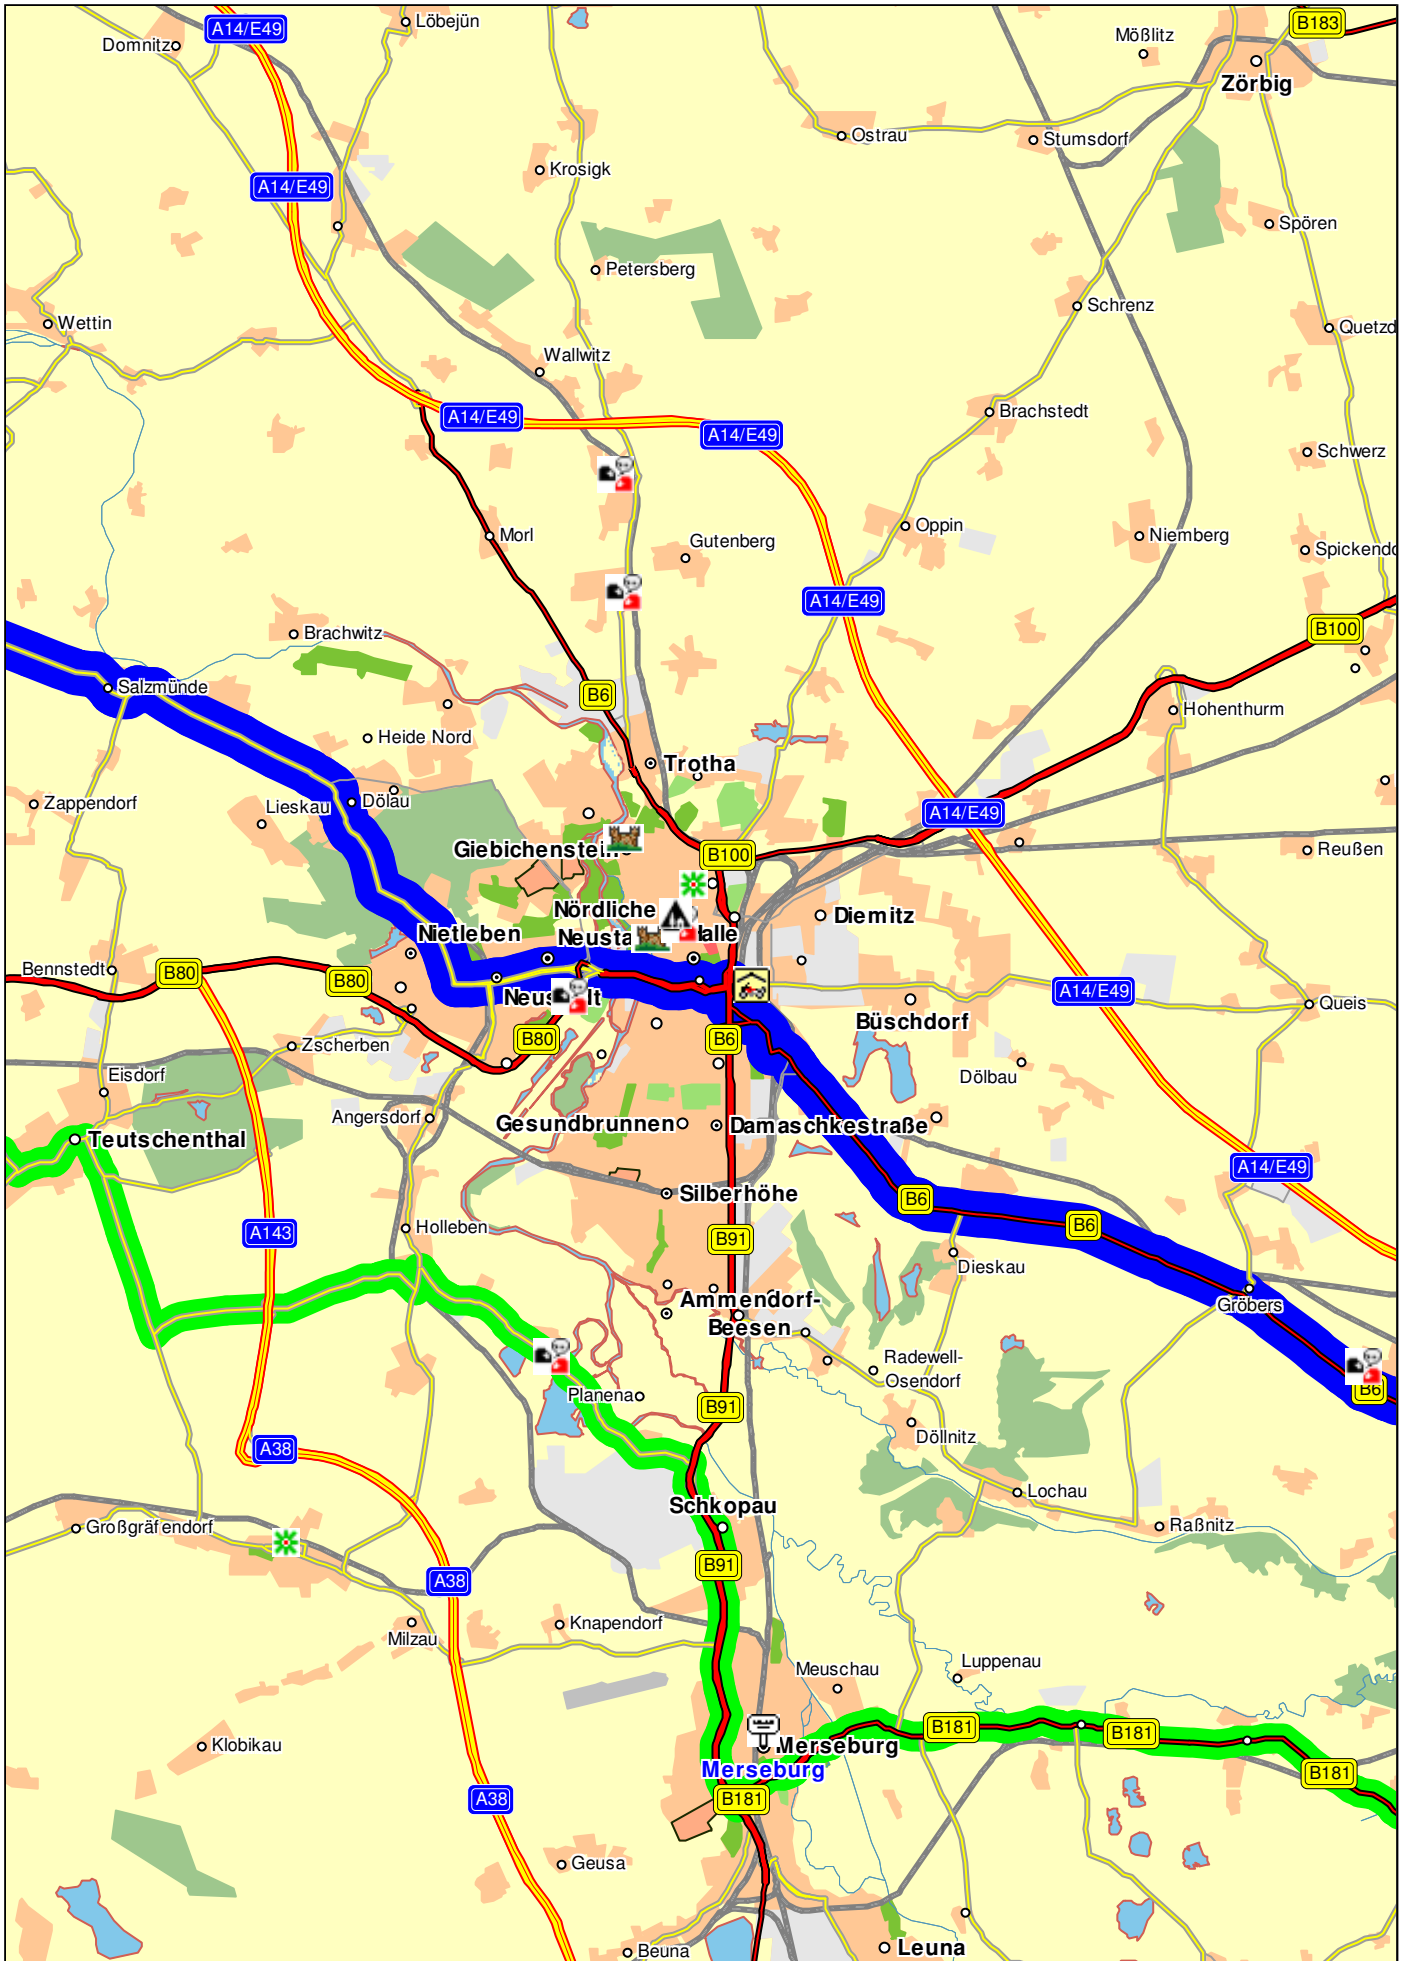 B183
Löbejün
A14/E49
Domnitz
Mößlitz
Zörbig
Ostrau
Stumsdorf
Krosigk
A14/E49
Spören
Petersberg
Schrenz
Wettin
Quetzd
Wallwitz
Brachstedt
A14/E49
A14/E49
Schwerz
Oppin
Morl
Niemberg
Gutenberg
Spickend
A14/E49
B100
Brachwitz
Salzmünde
B6
Hohenthurm
Heide Nord
Trotha
Zappendorf
Dölau
Lieskau
A14/E49
Giebichenstein
B100
Reußen
Nördliche
Diemitz
Nietleben
Neusta
Halle
Bennstedt
B80
B80
A14/E49
Neus
lt
Queis
Büschdorf
B80
B6
Zscherben
Eisdorf
Dölbau
Angersdorf
Gesundbrunnen
Damaschkestraße
Teutschenthal
A14/E49
Silberhöhe
B6
Holleben
B6
A143
B91
Dieskau
Ammendorf-
Beesen
Gröbers
Radewell-
Osendorf
Planena
B6
B91
Döllnitz
A38
Lochau
Schkopau
Großgräfendorf
Raßnitz
B91
A38
Knapendorf
Milzau
Luppenau
Meuschau
B181
B181
Klobikau
Merseburg
Merseburg
B181
A38
B181
Geusa
Leuna
Beuna